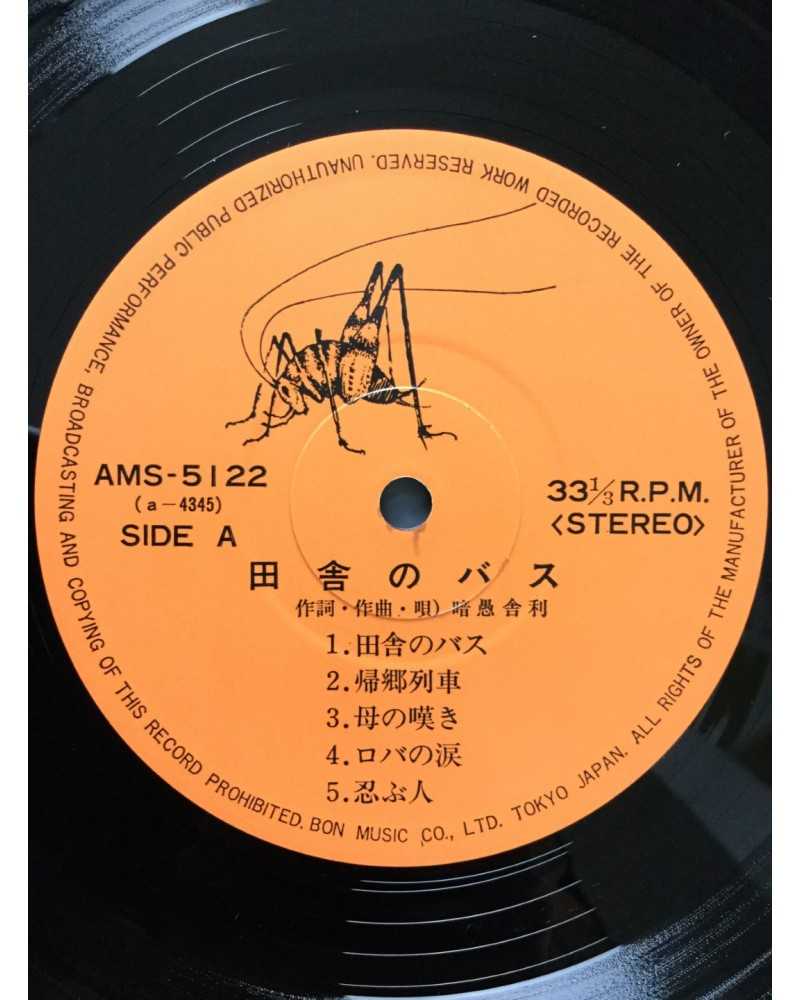 AMS-5122
(a-4345)
SIDE A
33 1/3 R.P.M.
<STEREO>
田舎のバス
作詞・作曲・唄) 暗愚舎利
1.田舎のバス
2.帰郷列車
3.母の嘆き
4.ロバの涙
5.忍ぶ人
BON MUSIC CO., LTD. TOKYO JAPAN. ALL RIGHTS OF THE MANUFACTURER OF THE OWNER OF THE RECORDED WORK RESERVED. UNAUTHORIZED PUBLIC PERFORMANCE, BROADCASTING AND COPYING OF THIS RECORD PROHIBITED.